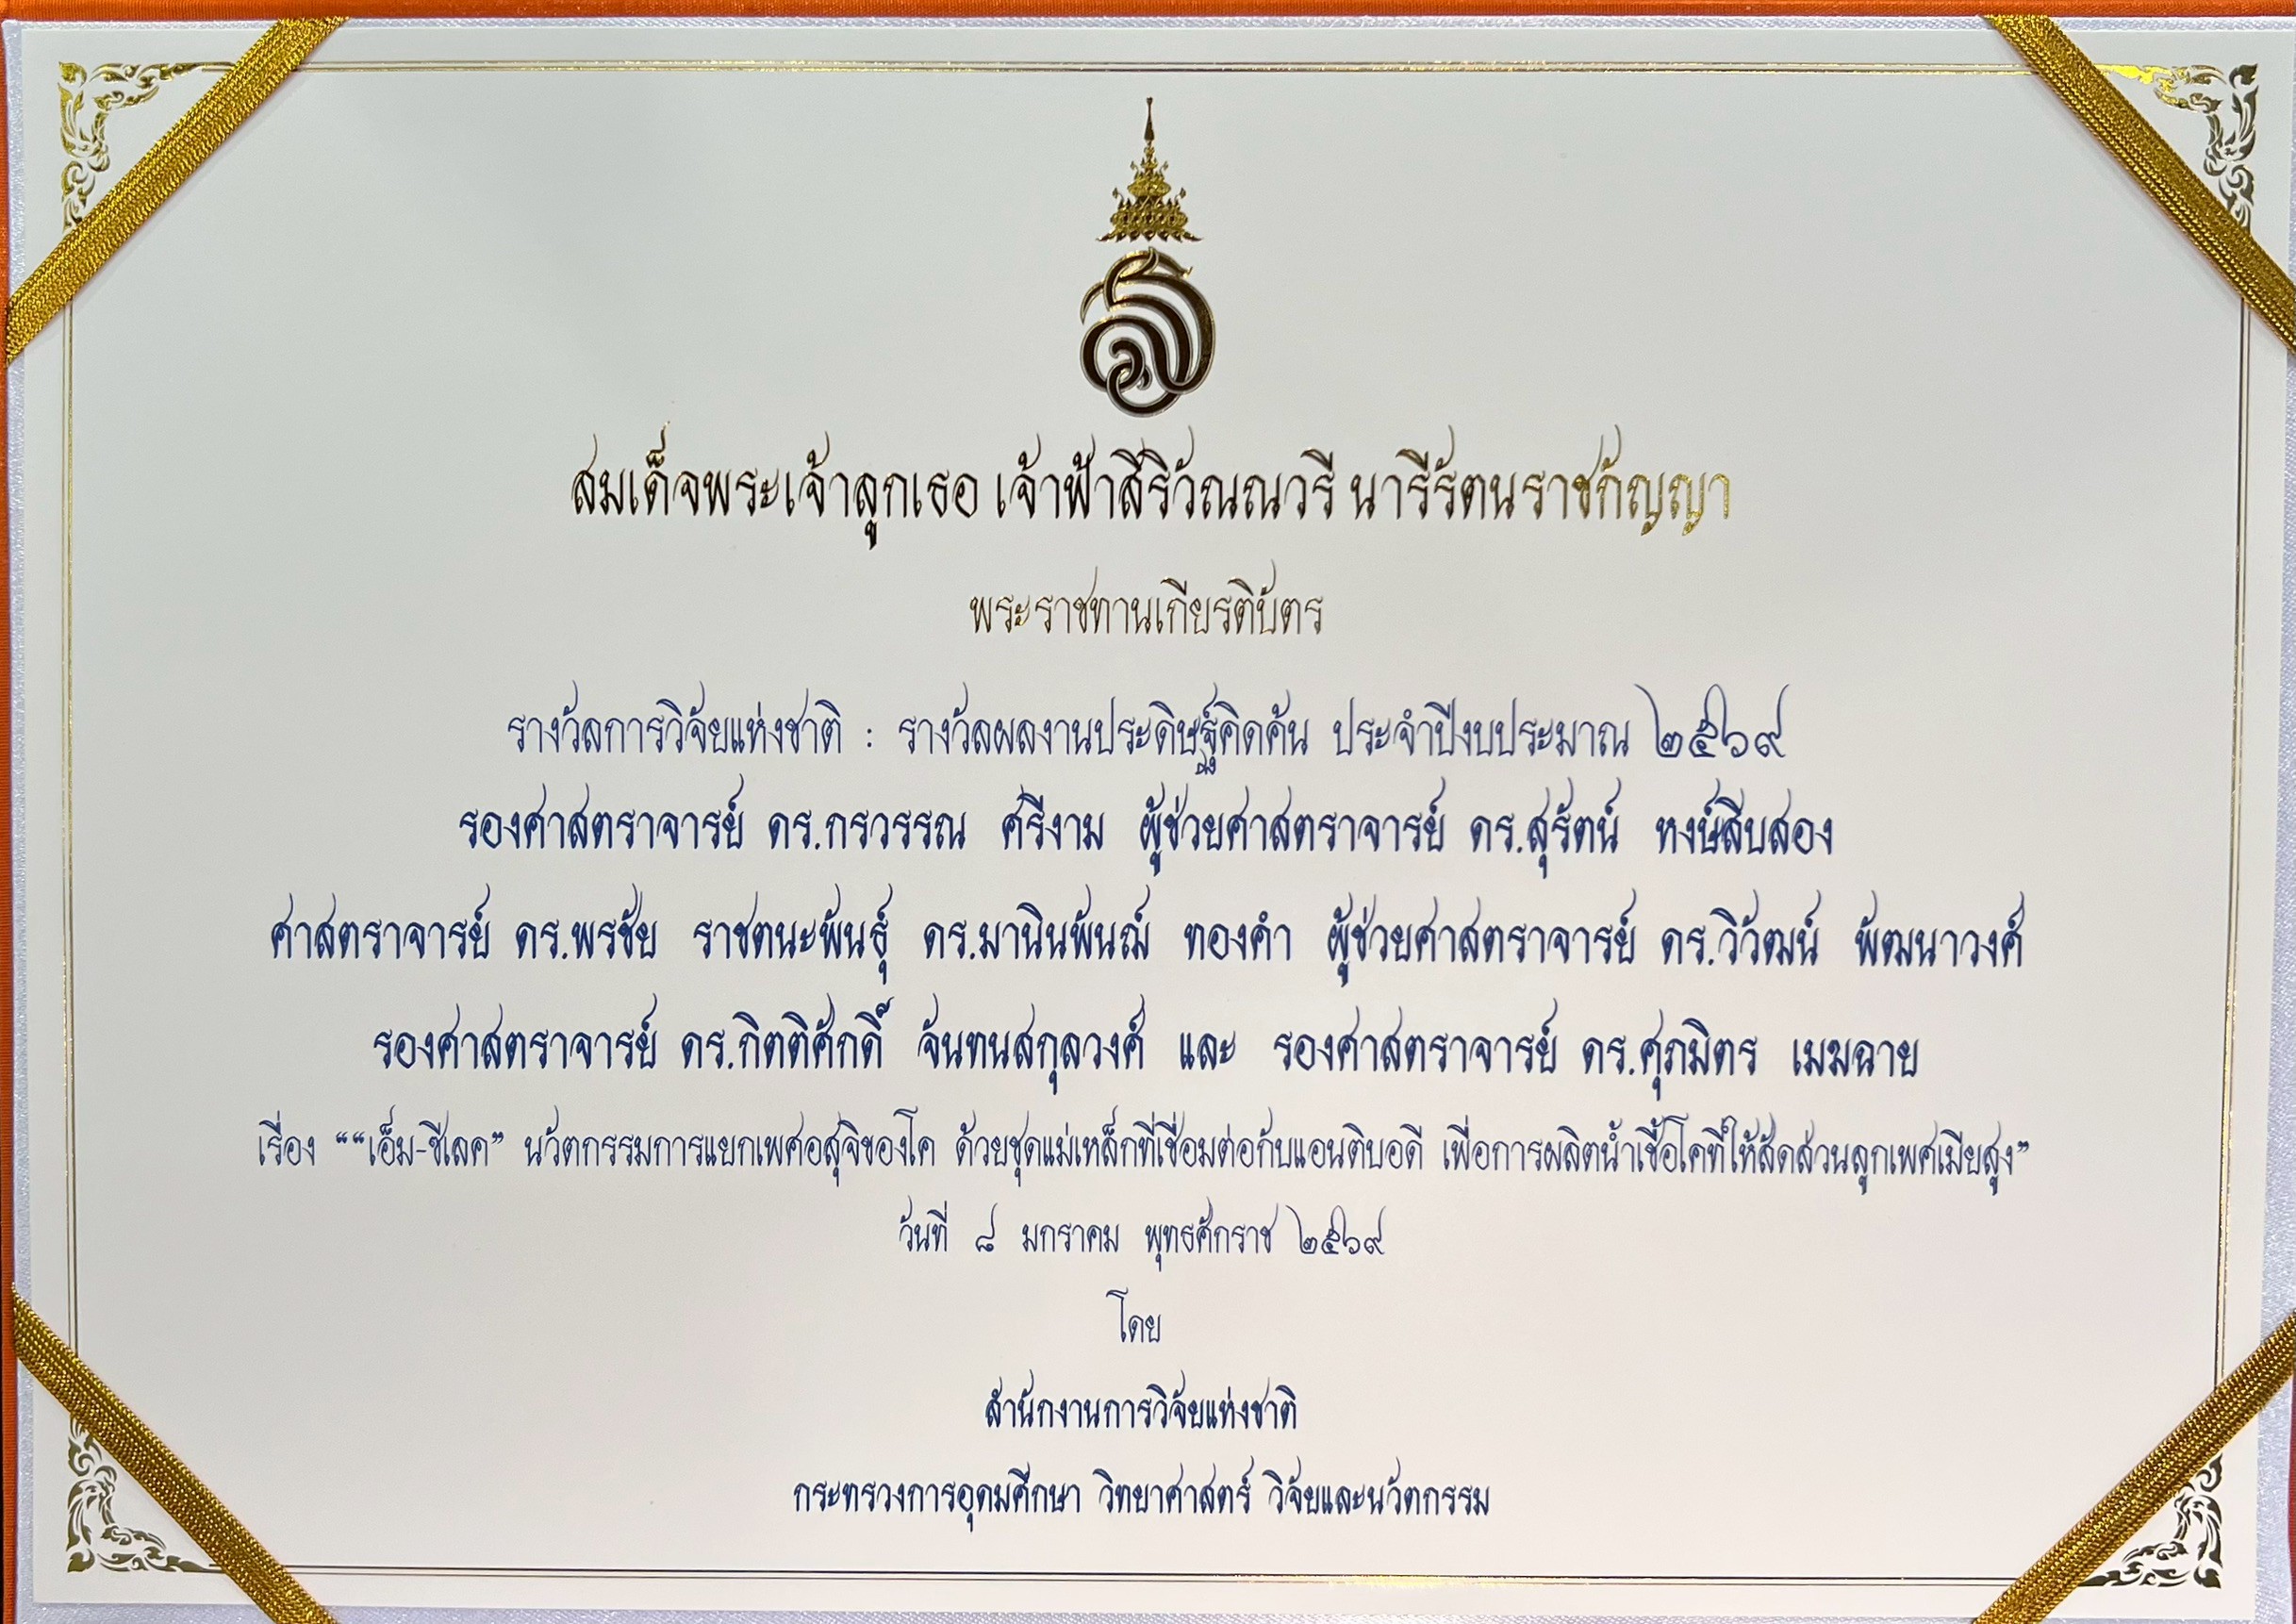 สมเด็จพระเจ้าลูกเธอ เจ้าฟ้าสิริวัณณวรี นารีรัตนราชกัญญา
พระราชทานเกียรติบัตร
รางวัลการวิจัยแห่งชาติ : รางวัลผลงานประดิษฐ์คิดค้น ประจำปีงบประมาณ ๒๕๖๙
รองศาสตราจารย์ ดร.กรวรรณ ศรีงาม ผู้ช่วยศาสตราจารย์ ดร.สุรัตน์ หงษ์สิบสอง
ศาสตราจารย์ ดร.พรชัย ราชตนะพันธุ์ ดร.มานินพันฌ์ ทองคำ ผู้ช่วยศาสตราจารย์ ดร.วิวัฒน์ พัฒนาวงศ์
รองศาสตราจารย์ ดร.กิตติศักดิ์ จันทนสกุลวงศ์ และ รองศาสตราจารย์ ดร.ศุภมิตร เมฆฉาย
เรื่อง ““เอ็ม-ซีเลค” นวัตกรรมการแยกเพศอสุจิของโค ด้วยชุดแม่เหล็กที่เชื่อมต่อกับแอนติบอดี เพื่อการผลิตน้ำเชื้อโคที่ให้สัดส่วนลูกเพศเมียสูง”
วันที่ ๘ มกราคม พุทธศักราช ๒๕๖๙
โดย
สำนักงานการวิจัยแห่งชาติ
กระทรวงการอุดมศึกษา วิทยาศาสตร์ วิจัยและนวัตกรรม